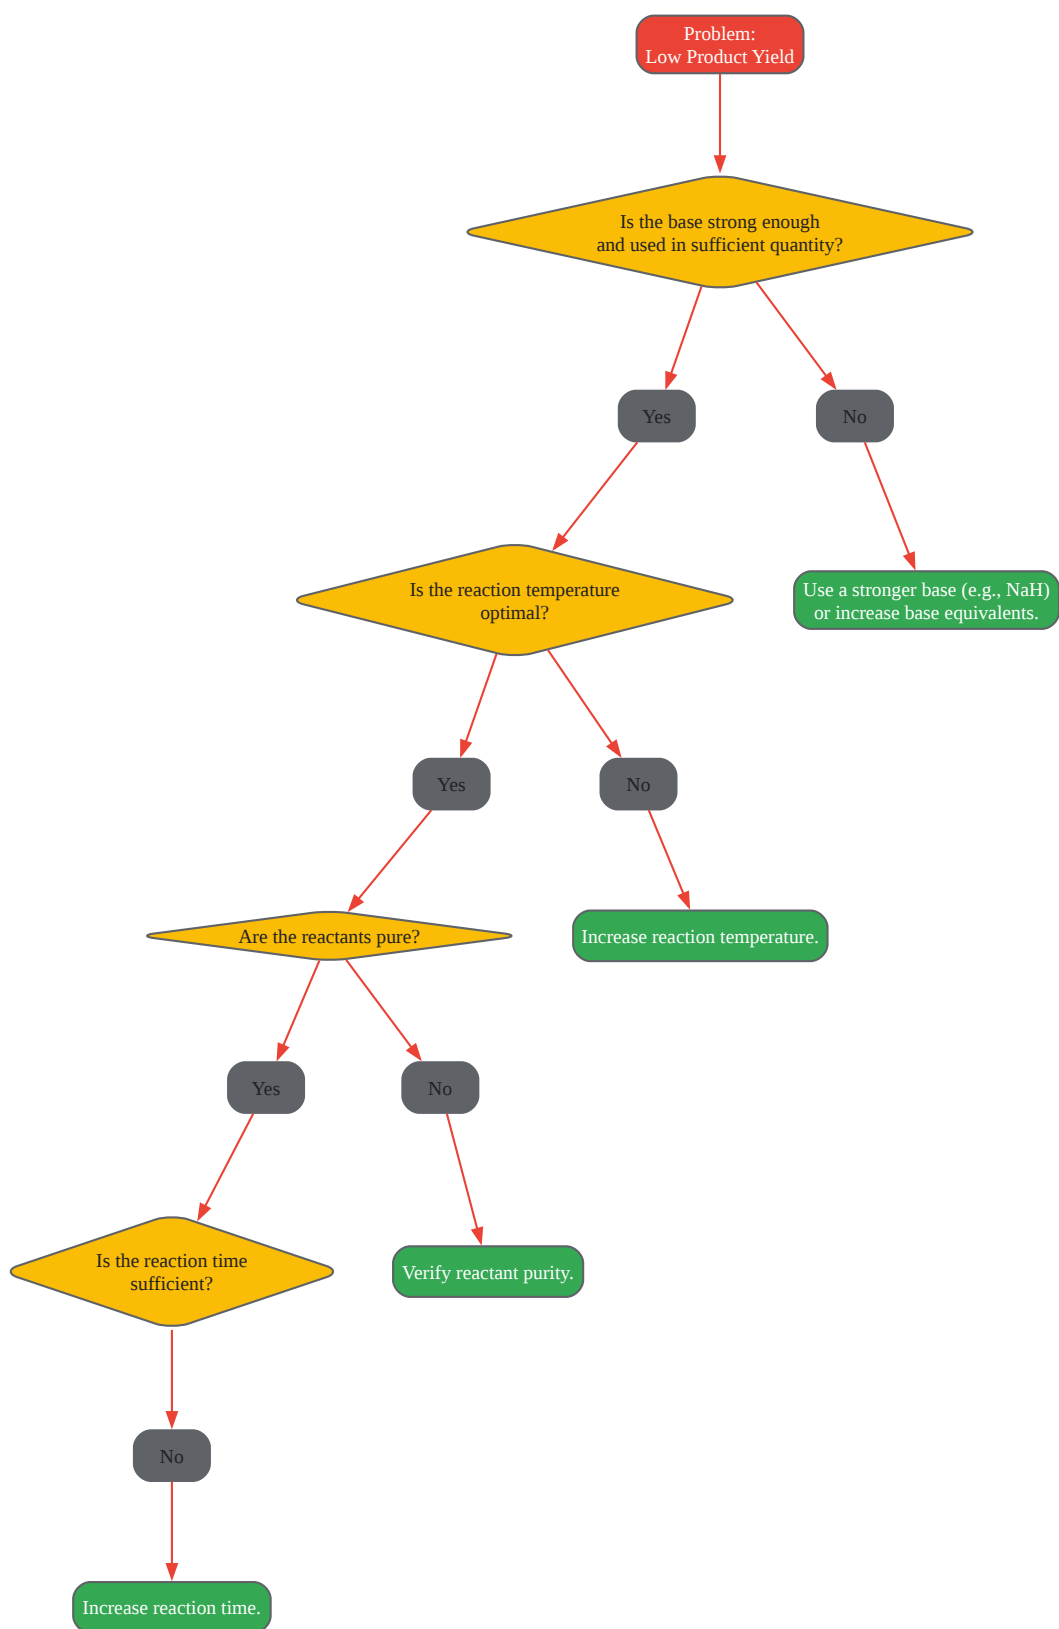 Problem:
Low Product Yield
Is the base strong enough
and used in sufficient quantity?
Yes
No
Is the reaction temperature
optimal?
Use a stronger base (e.g., NaH)
or increase base equivalents.
Yes
No
Are the reactants pure?
Increase reaction temperature.
Yes
No
Is the reaction time
sufficient?
Verify reactant purity.
No
Increase reaction time.